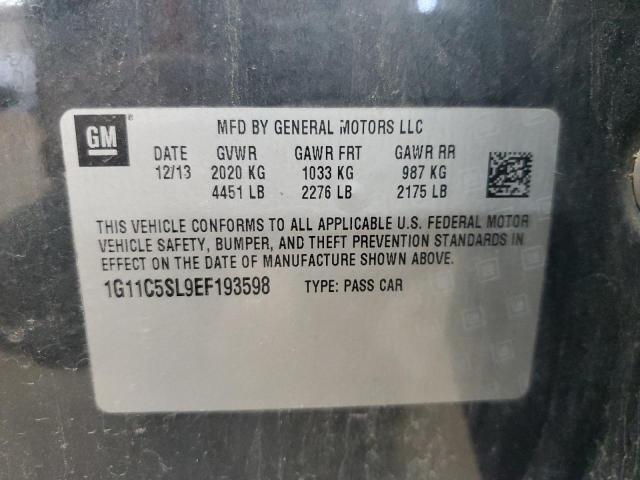 GM® MFD BY GENERAL MOTORS LLC
DATE GVWR GAWR FRT GAWR RR
12/13 2020 KG 1033 KG 987 KG
4451 LB 2276 LB 2175 LB
THIS VEHICLE CONFORMS TO ALL APPLICABLE U.S. FEDERAL MOTOR
VEHICLE SAFETY, BUMPER, AND THEFT PREVENTION STANDARDS IN
EFFECT ON THE DATE OF MANUFACTURE SHOWN ABOVE.
1G11C5SL9EF193598 TYPE: PASS CAR